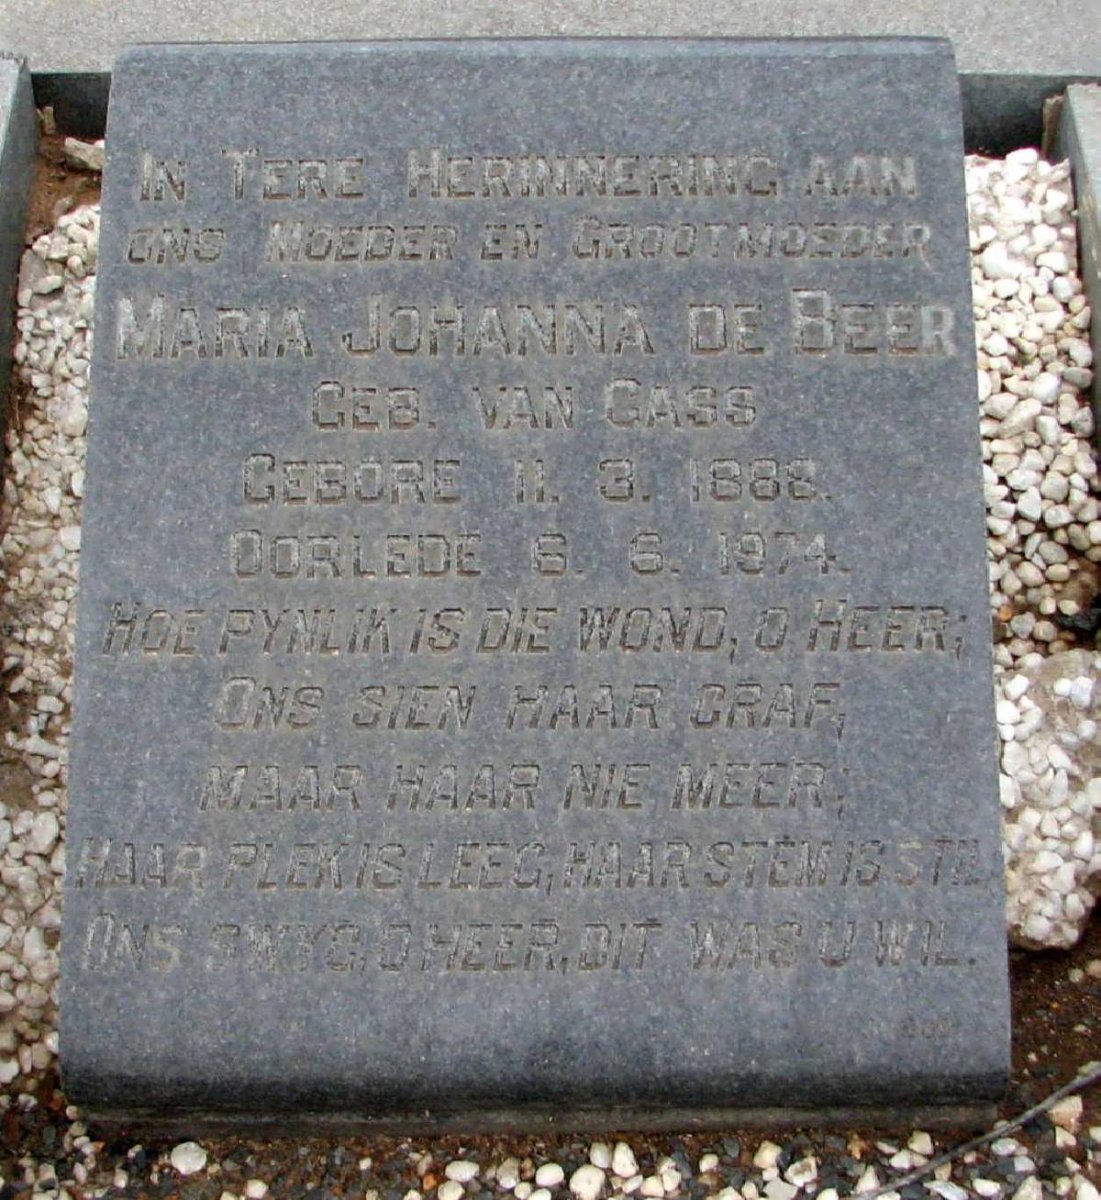 IN TERE HERINNERING AAN
ONS MOEDER EN GROOTMOEDER
MARIA JOHANNA DE BEER
GEB. VAN GASS
GEBORE 11. 3. 1888.
OORLEDE 6. 6. 1974.
HOE PYNLIK IS DIE WOND, O HEER;
ONS SIEN HAAR GRAF,
MAAR HAAR NIE MEER;
HAAR PLEK IS LEEG, HAAR STEM IS STIL
ONS SWYG, O HEER, DIT WAS U WIL.